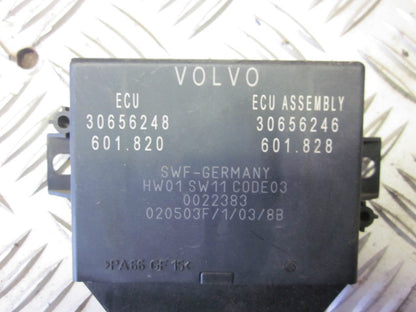 VOLVO
ECU ECU ASSEMBLY
30656248 30656246
601.820 601.828
SWF-GERMANY
HW01 SW11 CODE03
0022383
020503F/1/03/8B
>PA66 GF15<